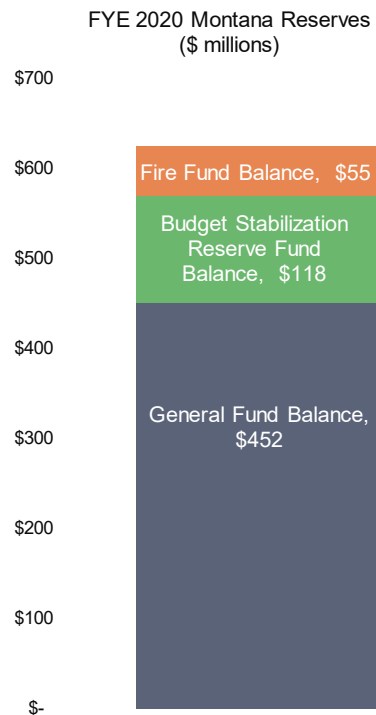 FYE 2020 Montana Reserves
($ millions)
$700
$600
$500
$400
$300
$200
$100
$-
Fire Fund Balance, $55
Budget Stabilization
Reserve Fund
Balance, $118
General Fund Balance,
$452